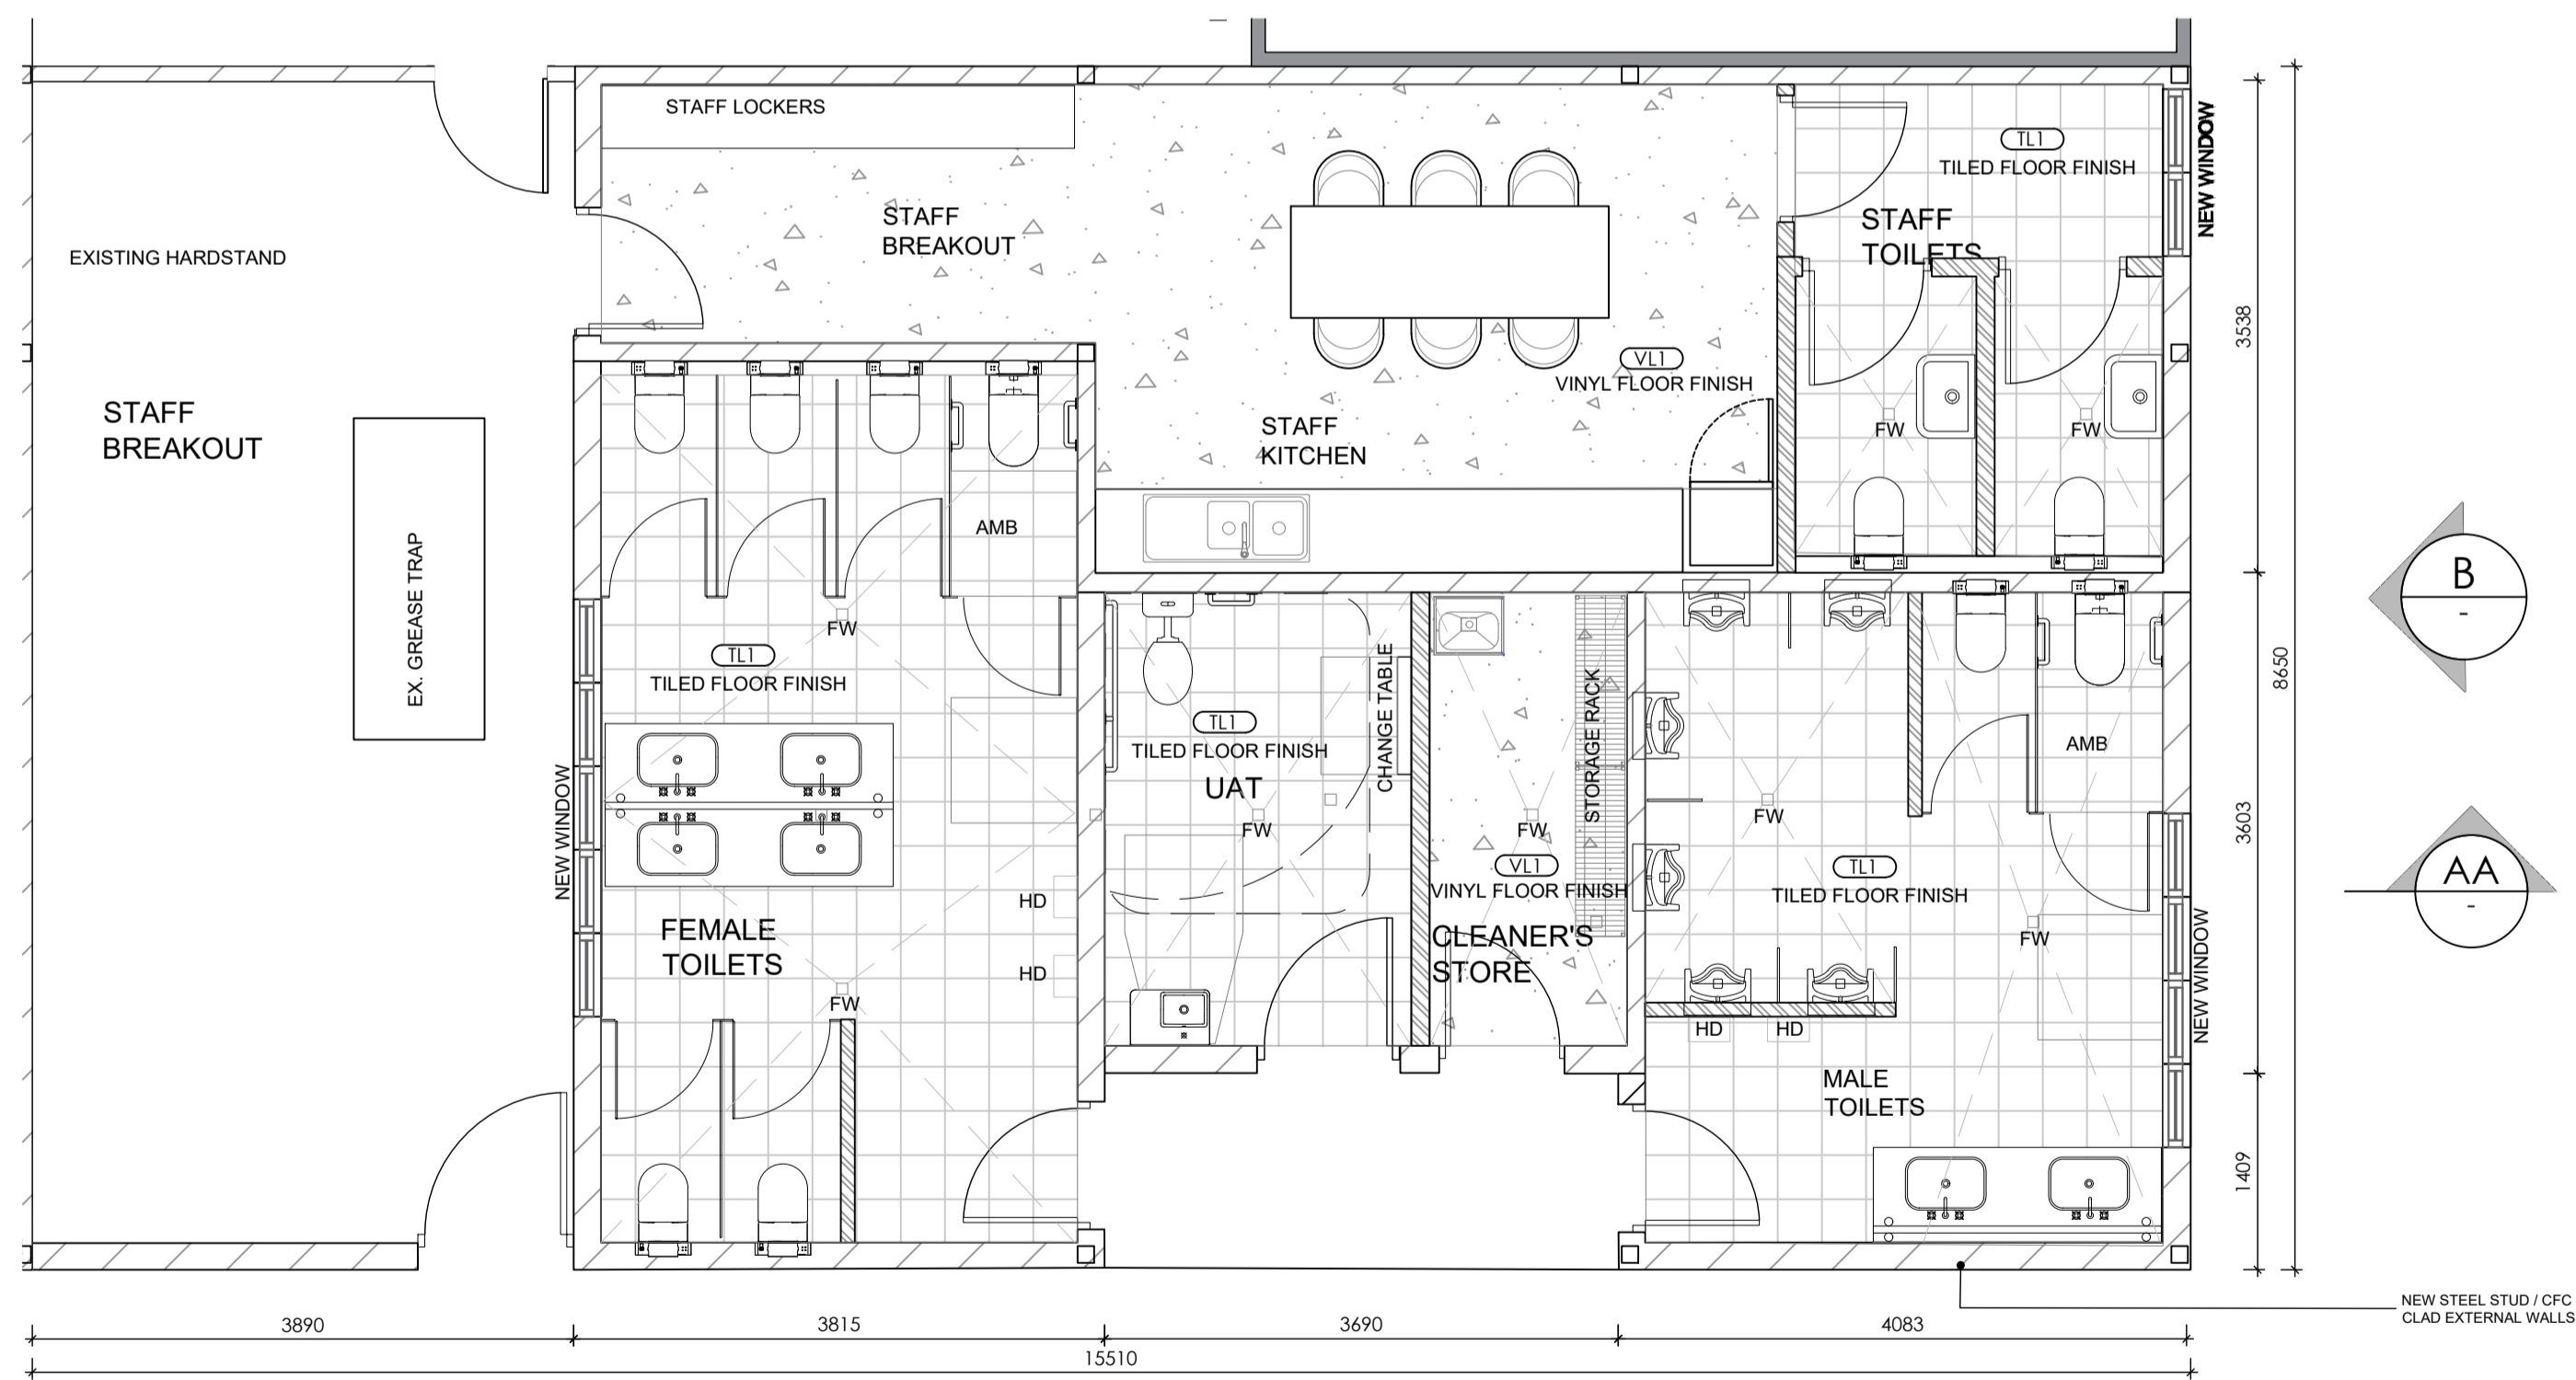 STAFF LOCKERS
NEW WINDOW
TL1
TILED FLOOR FINISH
STAFF
BREAKOUT
STAFF
TOILETS
EXISTING HARDSTAND
3538
VL1
VINYL FLOOR FINISH
STAFF
BREAKOUT
STAFF
KITCHEN
FW
FW
AMB
EX. GREASE TRAP
B
-
FW
TL1
TILED FLOOR FINISH
8650
CHANGE TABLE
STORAGE RACK
TL1
TILED FLOOR FINISH
UAT
AMB
NEW WINDOW
FW
FW
FW
3603
VL1
VINYL FLOOR FINISH
TL1
TILED FLOOR FINISH
AA
-
HD
FEMALE
TOILETS
CLEANER'S
STORE
FW
NEW WINDOW
HD
FW
HD
HD
MALE
TOILETS
1409
NEW STEEL STUD / CFC
CLAD EXTERNAL WALLS
3890
3815
3690
4083
15510